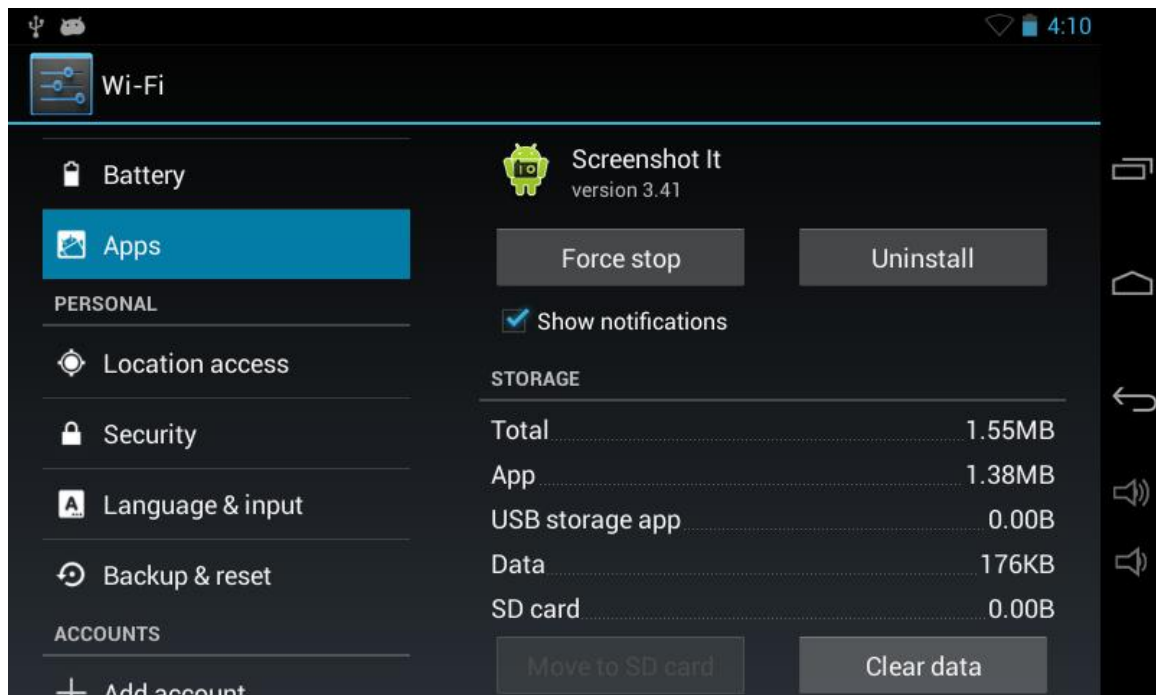 4:10
Wi-Fi
Battery
Apps
PERSONAL
Location access
Security
Language & input
Backup & reset
ACCOUNTS
Add account
Screenshot It
version 3.41
Force stop
Uninstall
Show notifications
STORAGE
Total 1.55MB
App 1.38MB
USB storage app 0.00B
Data 176KB
SD card 0.00B
Move to SD card
Clear data